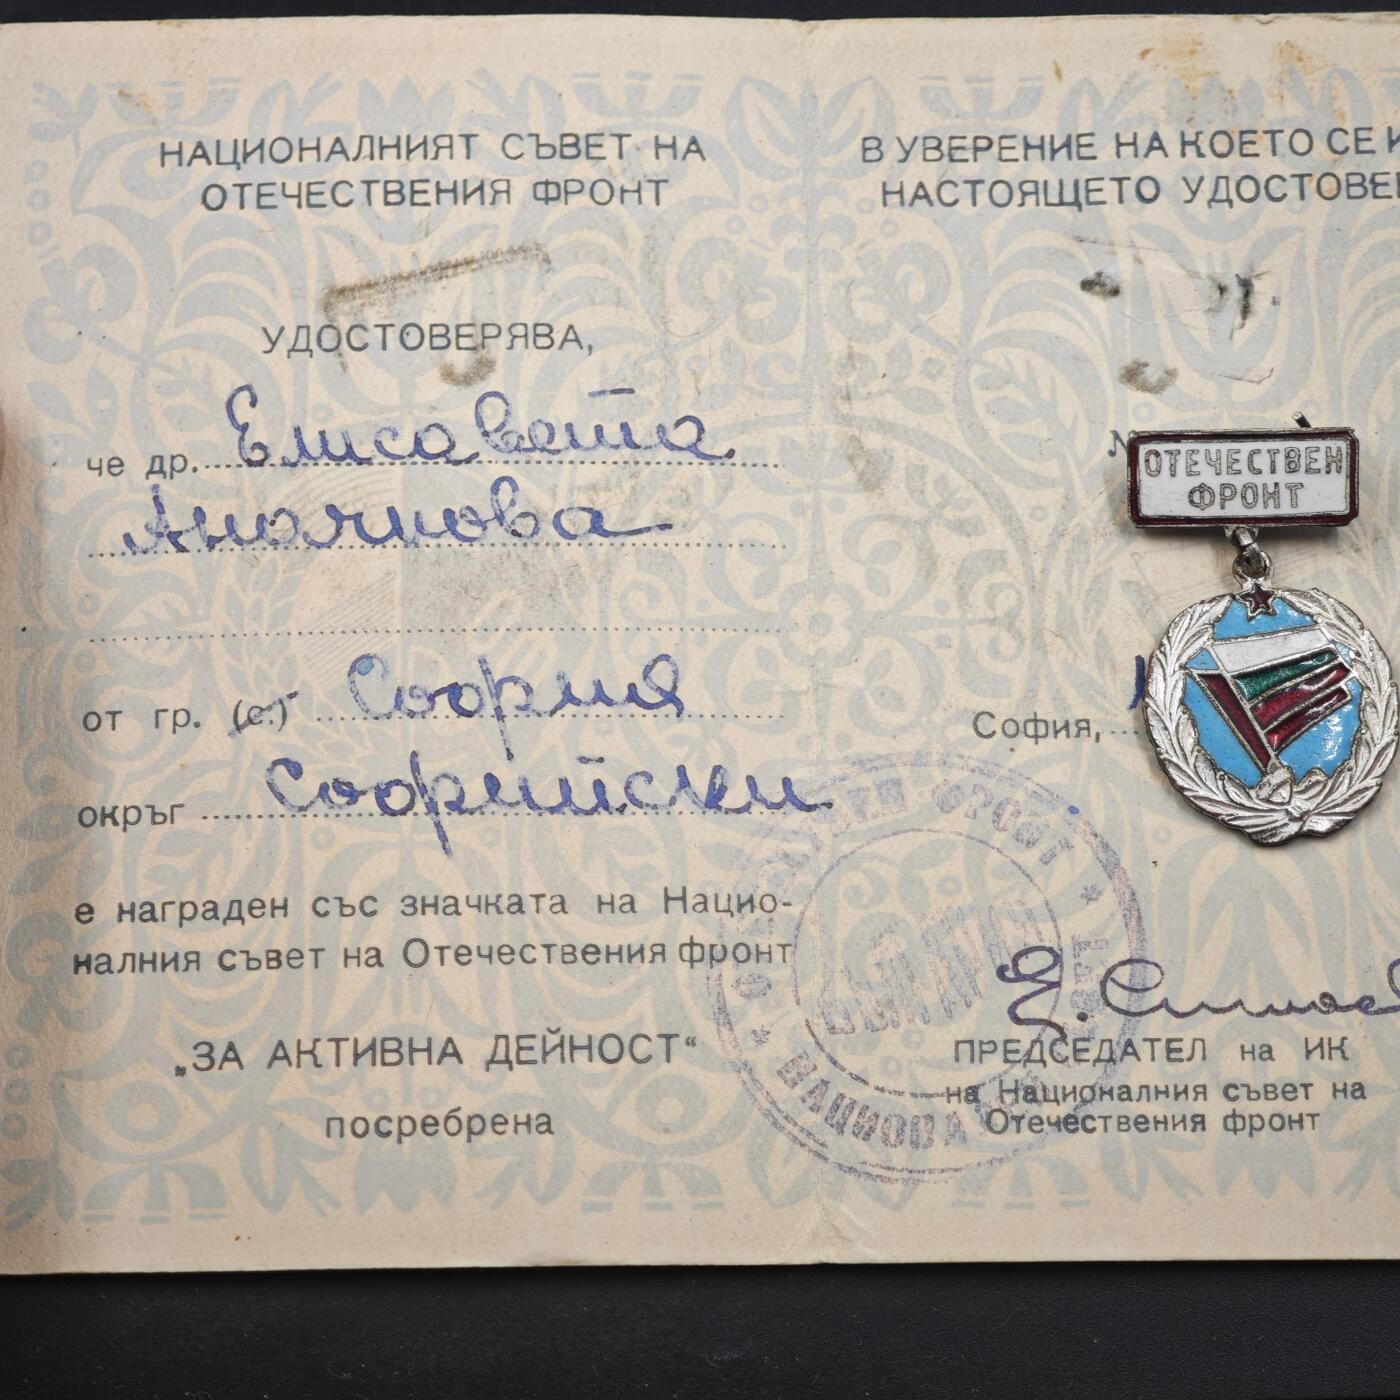 НАЦИОНАЛНИЯТ СЪВЕТ НА
ОТЕЧЕСТВЕНИЯ ФРОНТ
УДОСТОВЕРЯВА,
че др. Елисавета
от гр. (с.) София
окръг Софийски
е награден със значката на Нацио-
налния съвет на Отечествения фронт
„ЗА АКТИВНА ДЕЙНОСТ“
посребрена
В УВЕРЕНИЕ НА КОЕТО СЕ И
НАСТОЯЩЕТО УДОСТОВЕ
№
ОТЕЧЕСТВЕН
ФРОНТ
София,
ПРЕДСЕДАТЕЛ на ИК
на Националния съвет на
Отечествения фронт